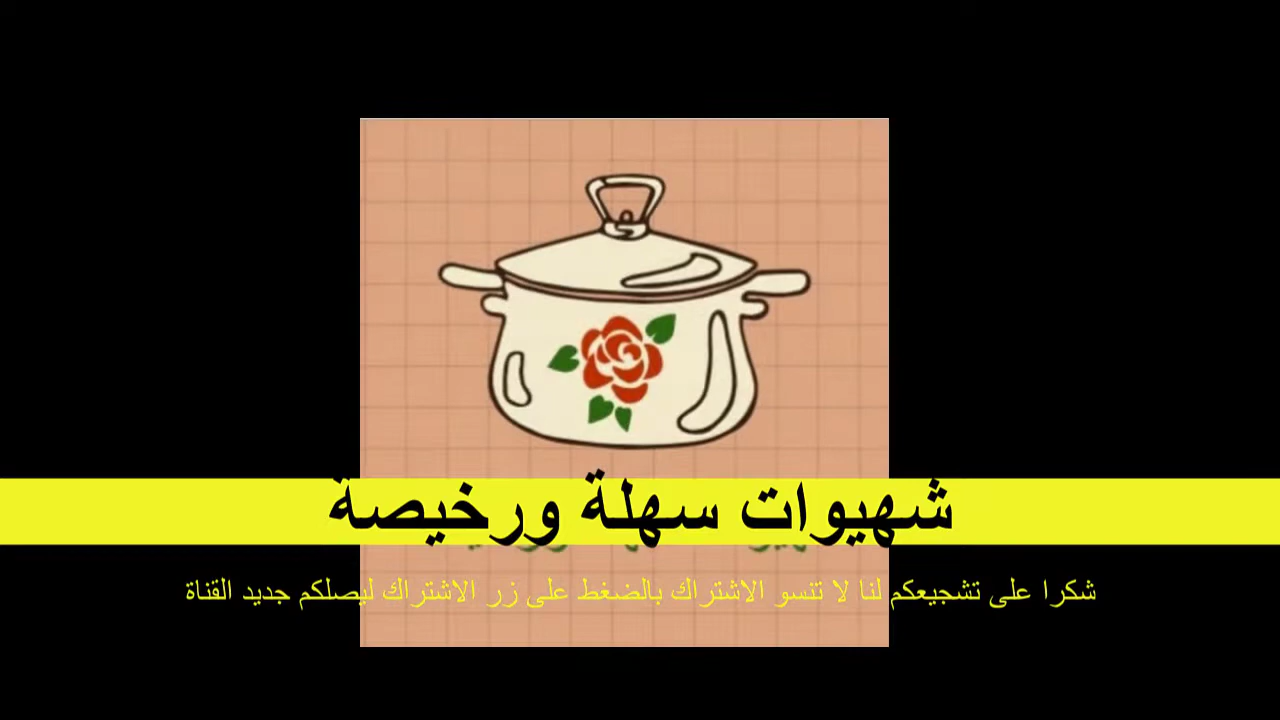 شهيوات سهلة ورخيصة
شكرا على تشجيعكم لنا لا تنسو الاشتراك بالضغط على زر الاشتراك ليصلكم جديد القناة